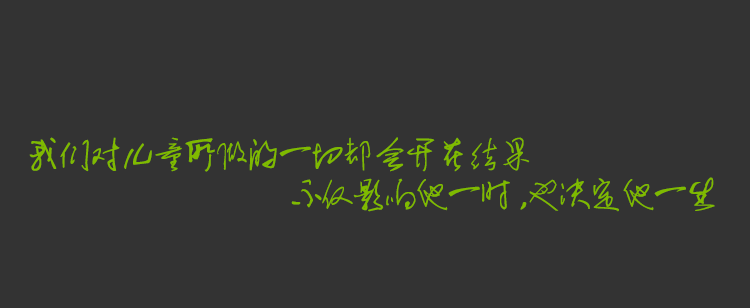 我们对儿童所做的一切却会开花结果
不仅影响他一时,也决定他一生